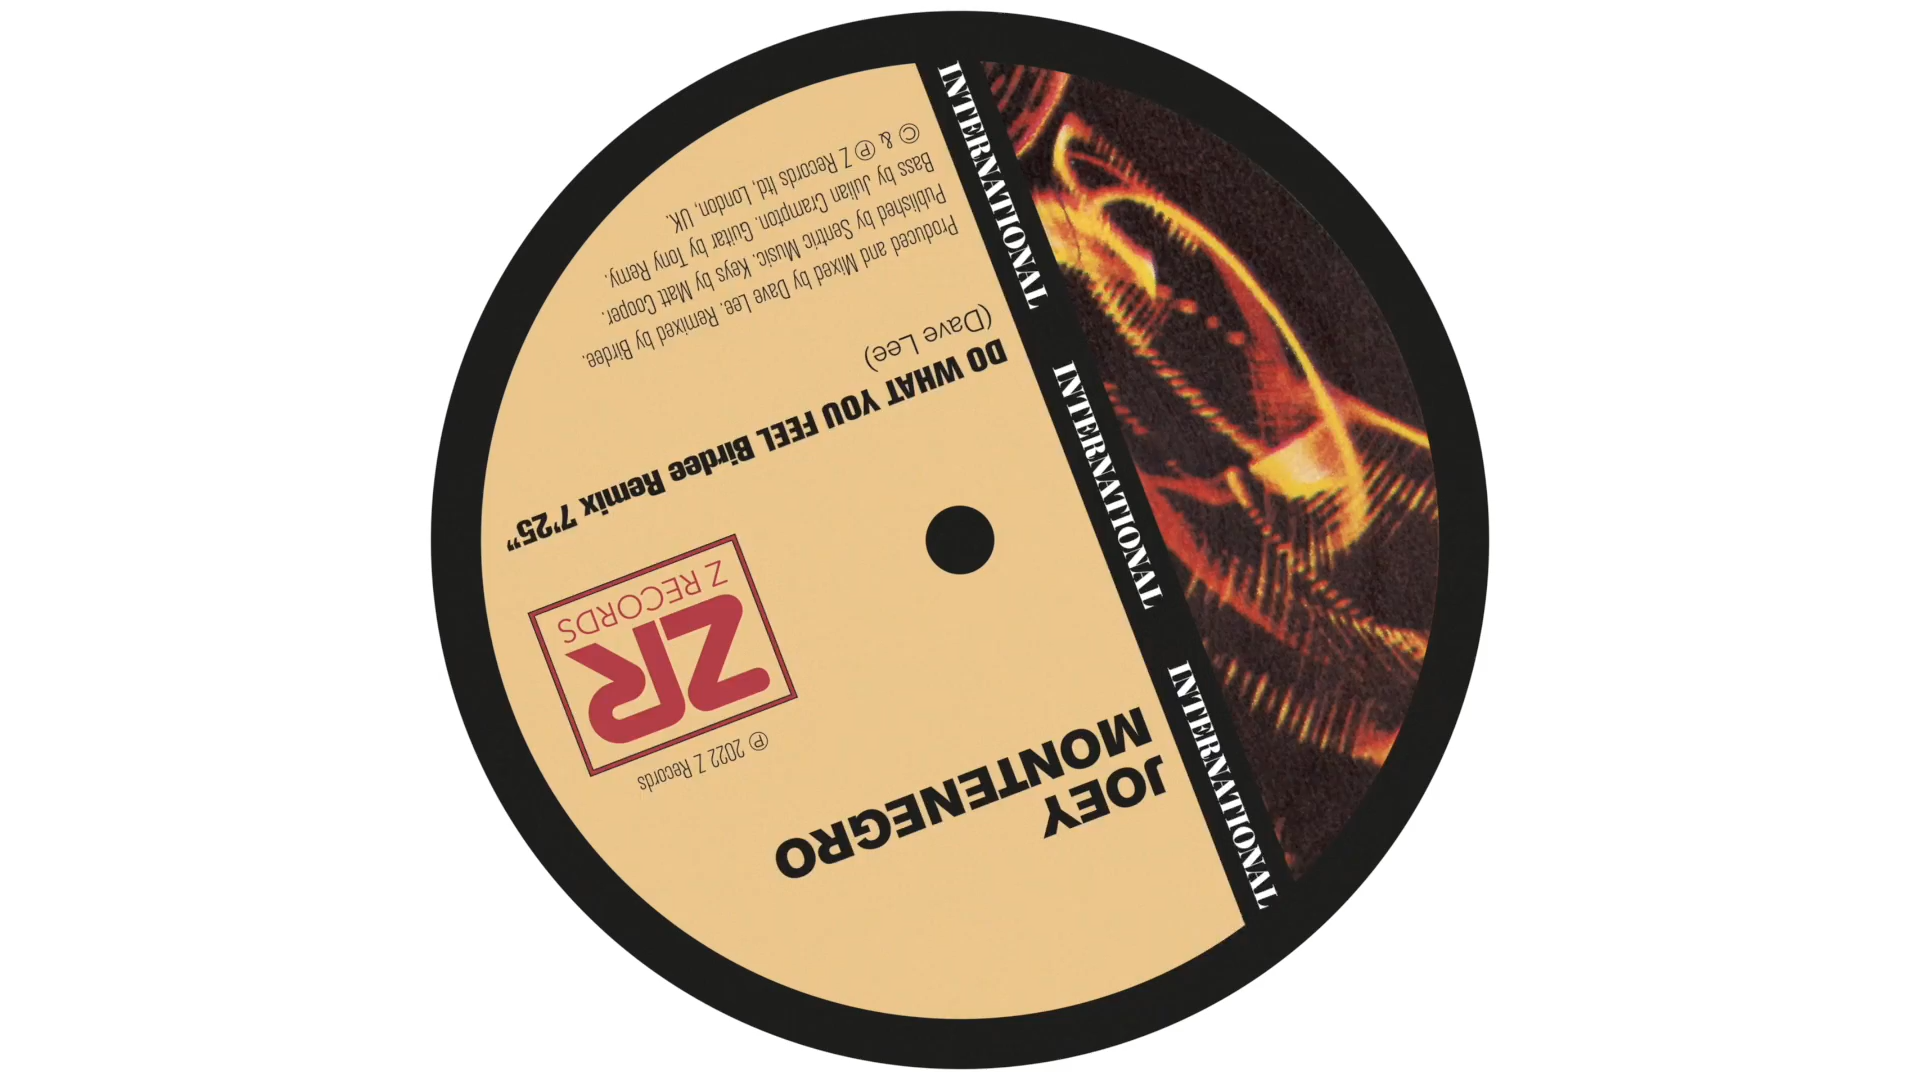 JOEY
MONTENEGRO
℗ 2022 Z Records
ZR
Z RECORDS
DO WHAT YOU FEEL Birdee Remix 7’25”
(Dave Lee)
Produced and Mixed by Dave Lee. Remixed by Birdee.
Published by Sentric Music. Keys by Matt Cooper.
Bass by Julian Crampton. Guitar by Tony Remy.
© & ℗ Z Records ltd, London, UK.
INTERNATIONAL
INTERNATIONAL
INTERNATIONAL